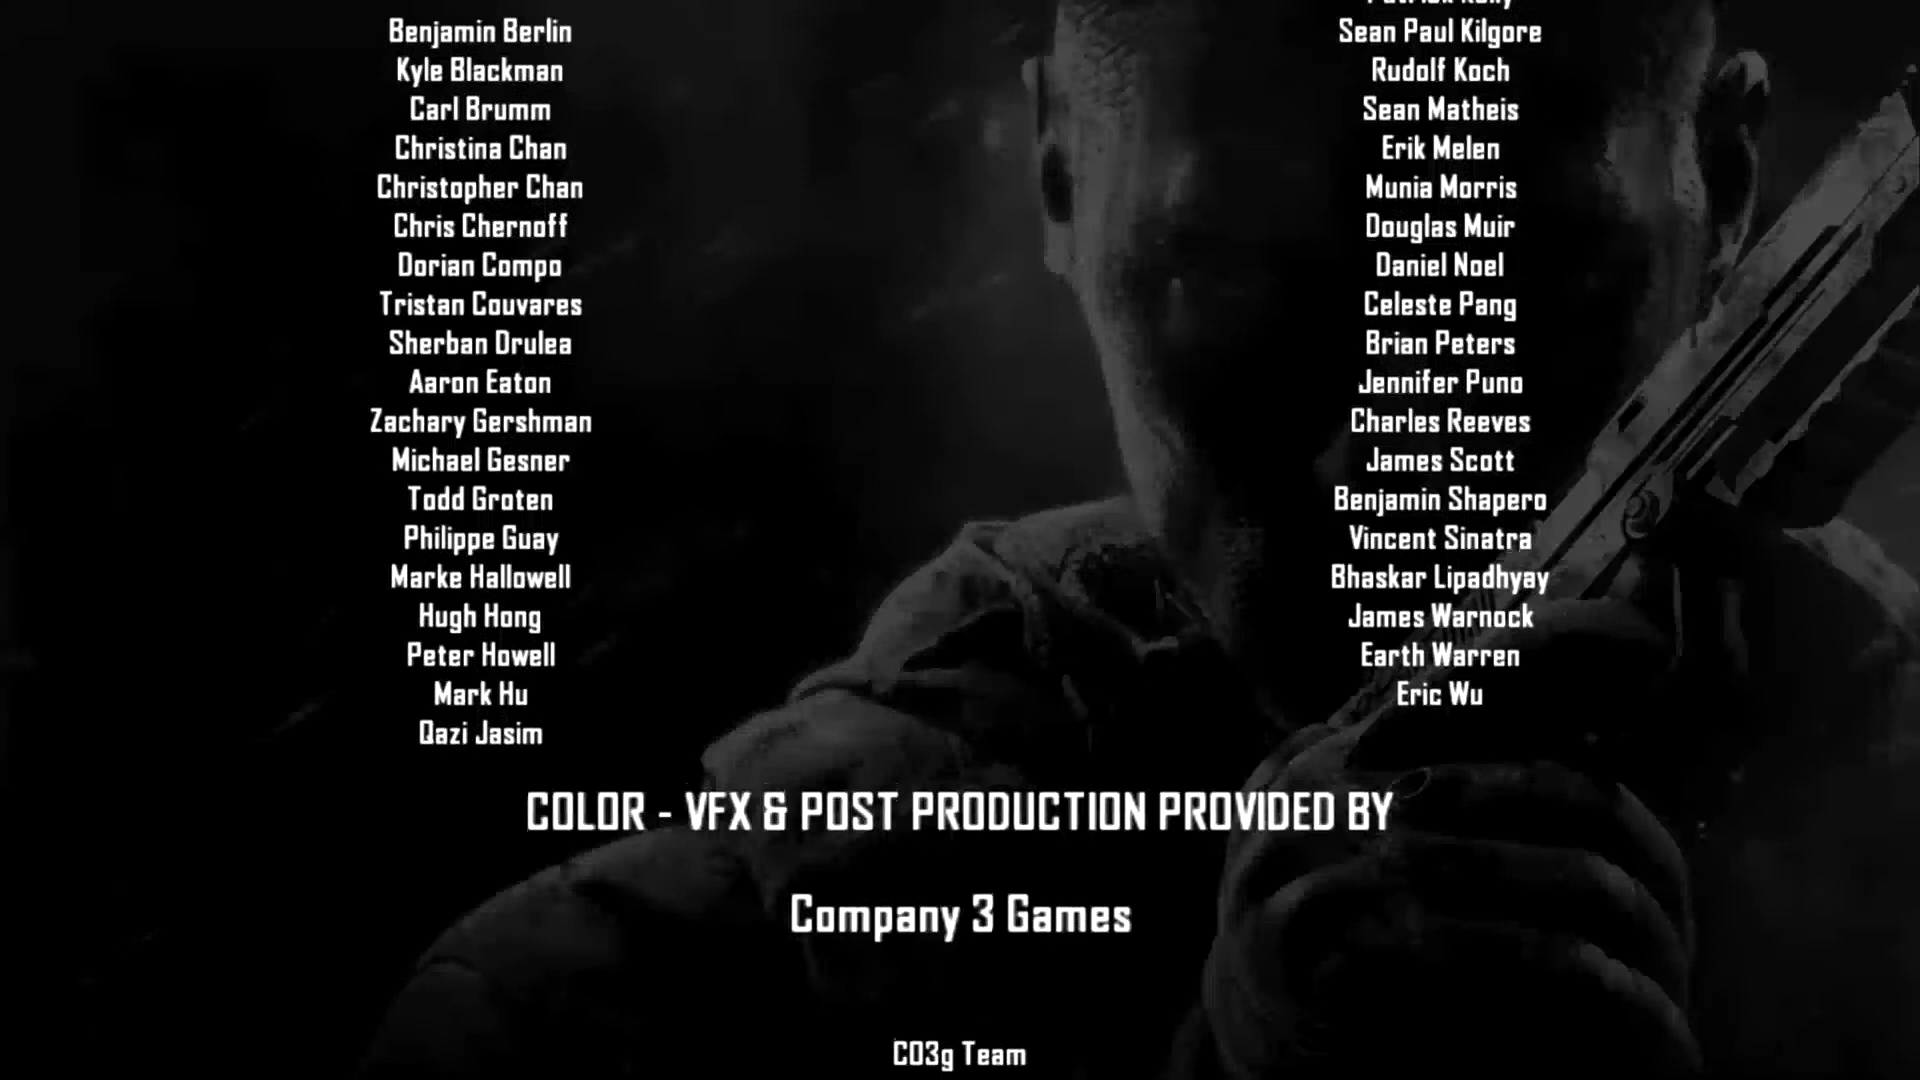 Benjamin Berlin
Kyle Blackman
Carl Brumm
Christina Chan
Christopher Chan
Chris Chernoff
Dorian Compo
Tristan Couvares
Sherban Drulea
Aaron Eaton
Zachary Gershman
Michael Gesner
Todd Groten
Philippe Guay
Marke Hallowell
Hugh Hong
Peter Howell
Mark Hu
Qazi Jasim
Sean Paul Kilgore
Rudolf Koch
Sean Matheis
Erik Melen
Munia Morris
Douglas Muir
Daniel Noel
Celeste Pang
Brian Peters
Jennifer Puno
Charles Reeves
James Scott
Benjamin Shapero
Vincent Sinatra
Bhaskar Lipadhyay
James Warnock
Earth Warren
Eric Wu
COLOR - VFX & POST PRODUCTION PROVIDED BY
Company 3 Games
CO3g Team